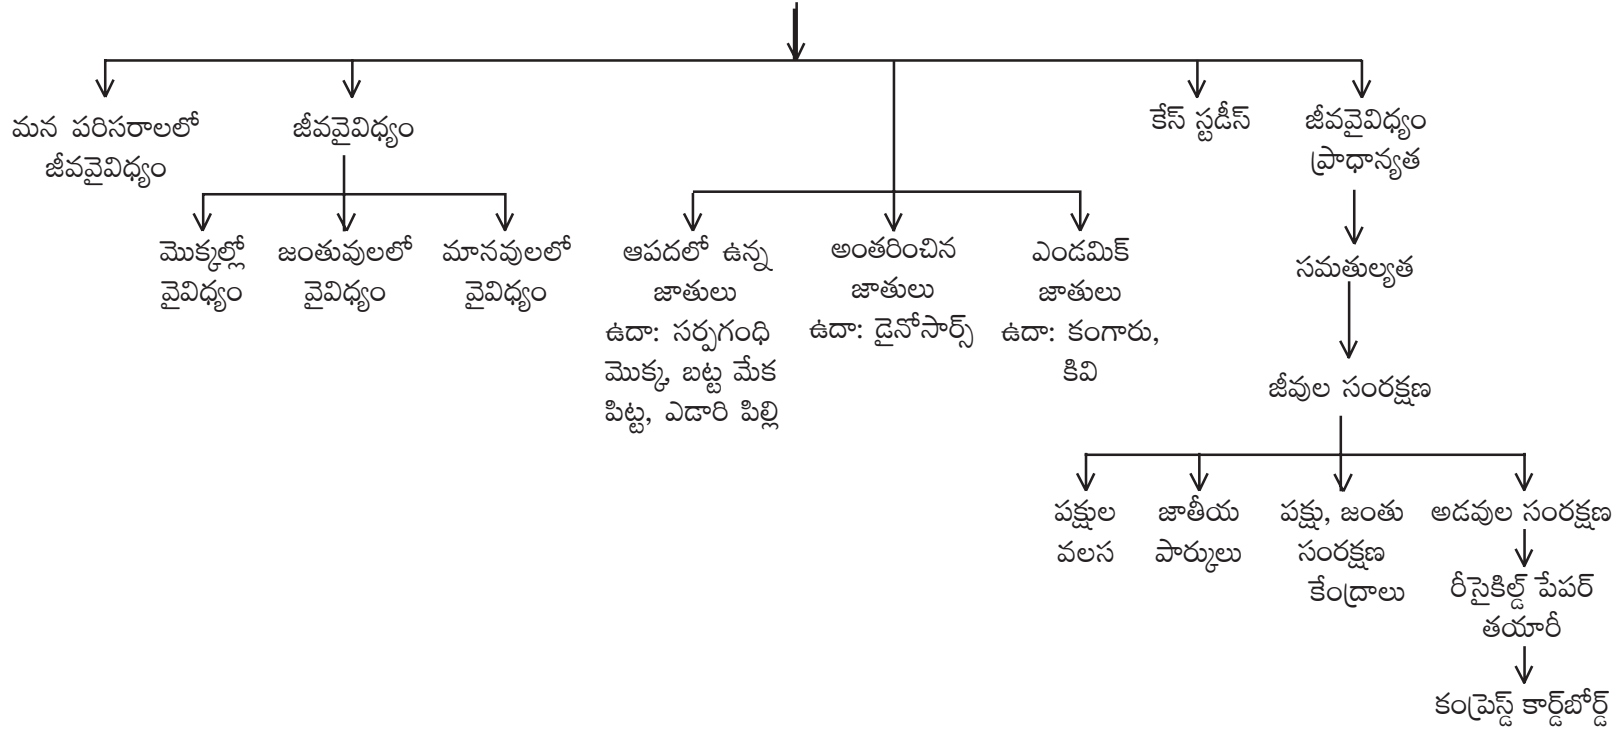 మన పరిసరాలలో
జీవవైవిధ్యం
జీవవైవిధ్యం
మొక్కల్లో
వైవిధ్యం
జంతువులలో
వైవిధ్యం
మానవులలో
వైవిధ్యం
ఆపదలో ఉన్న
జాతులు
ఉదా: సర్పగంధి
మొక్క, బట్ట మేక
పిట్ట, ఎడారి పిల్లి
అంతరించిన
జాతులు
ఉదా: డైనోసార్స్
ఎండమిక్
జాతులు
ఉదా: కంగారు,
కివి
కేస్ స్టడీస్
జీవవైవిధ్యం
ప్రాధాన్యత
సమతుల్యత
జీవుల సంరక్షణ
పక్షుల
వలస
జాతీయ
పార్కులు
పక్షు, జంతు
సంరక్షణ
కేంద్రాలు
అడవుల సంరక్షణ
రీసైకిల్డ్ పేపర్
తయారీ
కంప్రెస్డ్ కార్డ్‌బోర్డ్